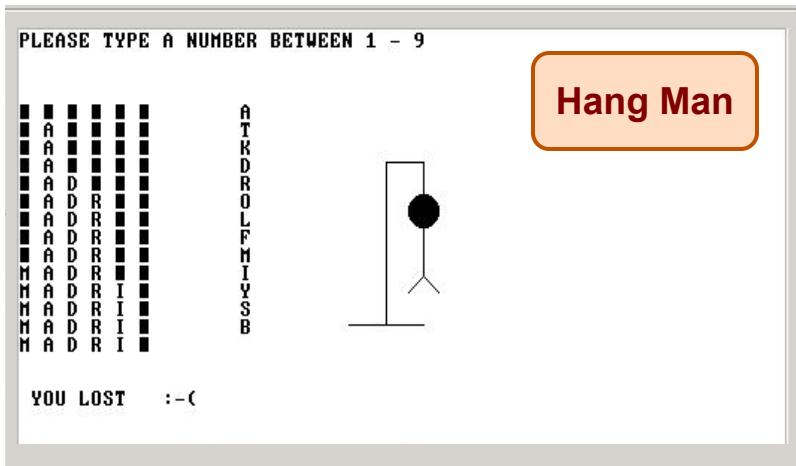 PLEASE TYPE A NUMBER BETWEEN 1 - 9
Hang Man
■ ■ ■ ■ ■ ■ A
■ A ■ ■ ■ ■ T
■ A ■ ■ ■ ■ K
■ A ■ ■ ■ ■ D
■ A D ■ ■ ■ R
■ A D R ■ ■ O
■ A D R ■ ■ L
■ A D R ■ ■ F
■ A D R ■ ■ M
M A D R ■ ■ I
M A D R I ■ Y
M A D R I ■ S
M A D R I ■ B
M A D R I ■
YOU LOST :-(